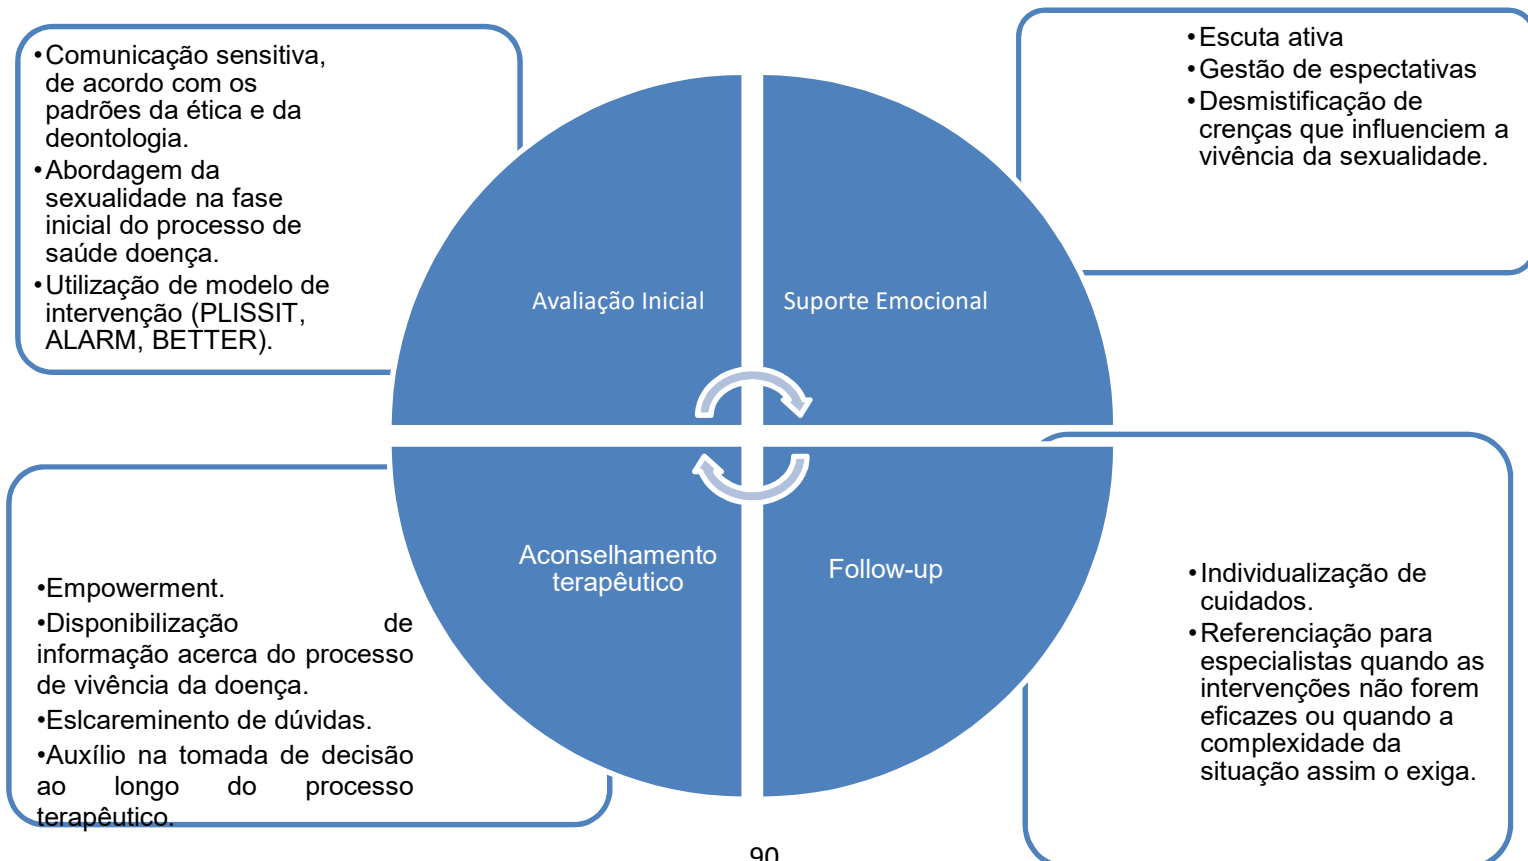 •Comunicação sensitiva,
de acordo com os
padrões da ética e da
deontologia.
•Abordagem da
sexualidade na fase
inicial do processo de
saúde doença.
•Utilização de modelo de
intervenção (PLISSIT,
ALARM, BETTER).
•Escuta ativa
•Gestão de espectativas
•Desmistificação de
crenças que influenciem a
vivência da sexualidade.
Avaliação Inicial
Suporte Emocional
Aconselhamento
terapêutico
Follow-up
•Empowerment.
•Disponibilização de
informação acerca do processo
de vivência da doença.
•Eslcareminento de dúvidas.
•Auxílio na tomada de decisão
ao longo do processo
terapêutico.
•Individualização de
cuidados.
•Referenciação para
especialistas quando as
intervenções não forem
eficazes ou quando a
complexidade da
situação assim o exiga.
90